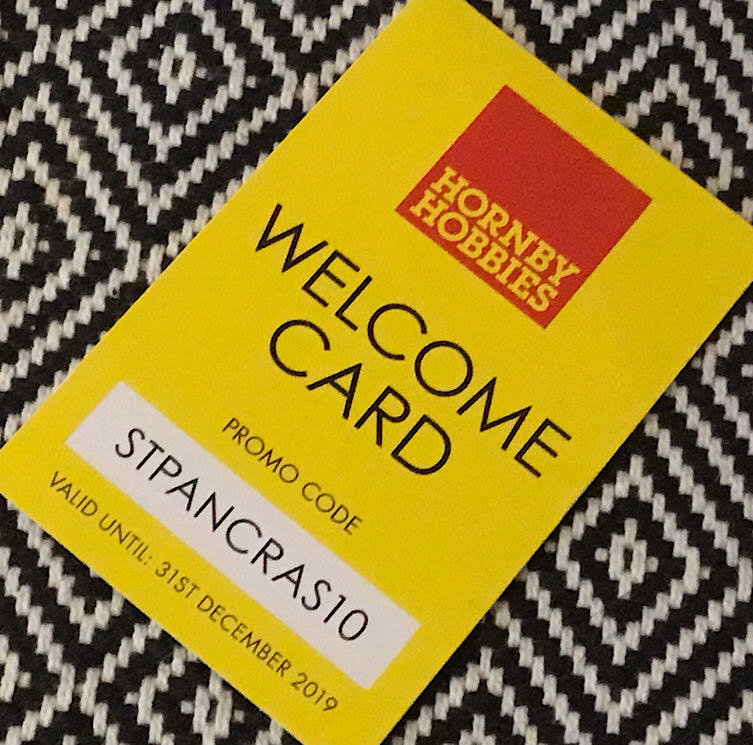 HORNBY
HOBBIES
WELCOME
CARD
PROMO CODE
STPANCRAS10
VALID UNTIL: 31ST DECEMBER 2019